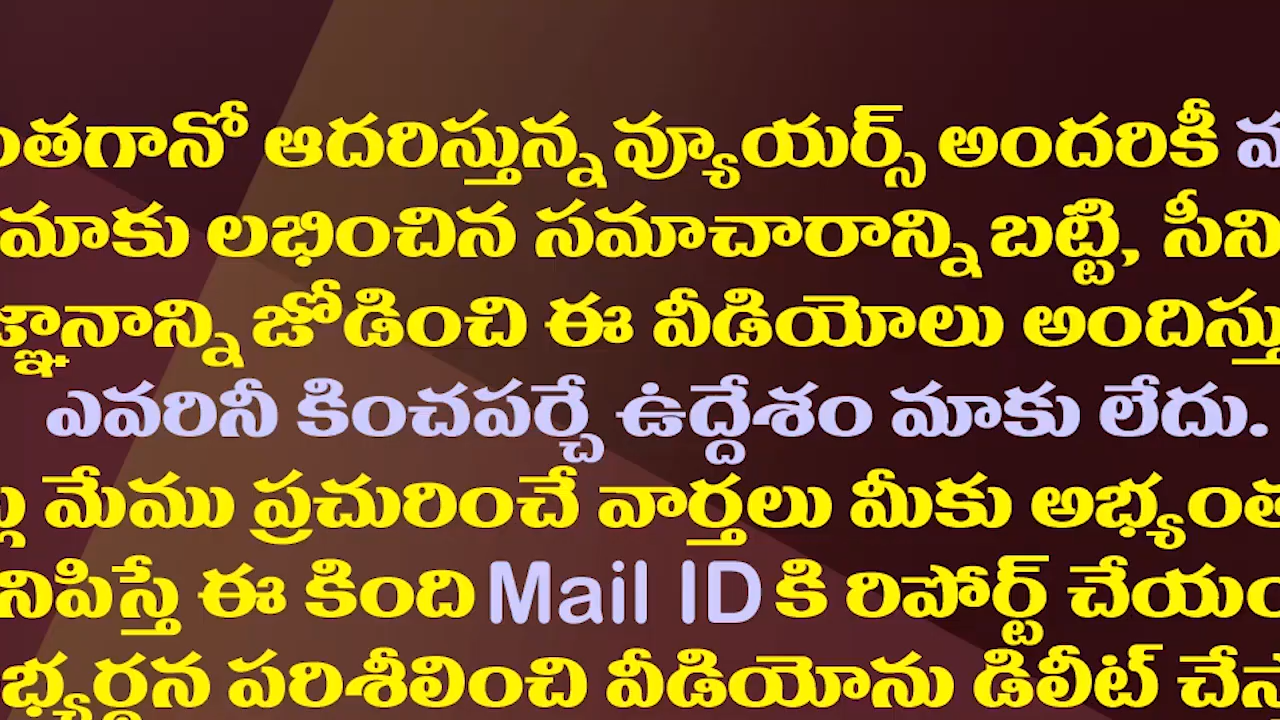 ంతగానో ఆదరిస్తున్న వ్యూయర్స్ అందరికీ
మాకు లభించిన సమాచారాన్ని బట్టి, సీని
జ్ఞానాన్ని జోడించి ఈ వీడియోలు అందిస్తు
ఎవరినీ కించపర్చే ఉద్దేశం మాకు లేదు.
మేము ప్రచురించే వార్తలు మీకు అభ్యంత
నిపిస్తే ఈ కింది Mail ID కి రిపోర్ట్ చేయం
భ్యర్థన పరిశీలించి వీడియోను డిలీట్ చేస